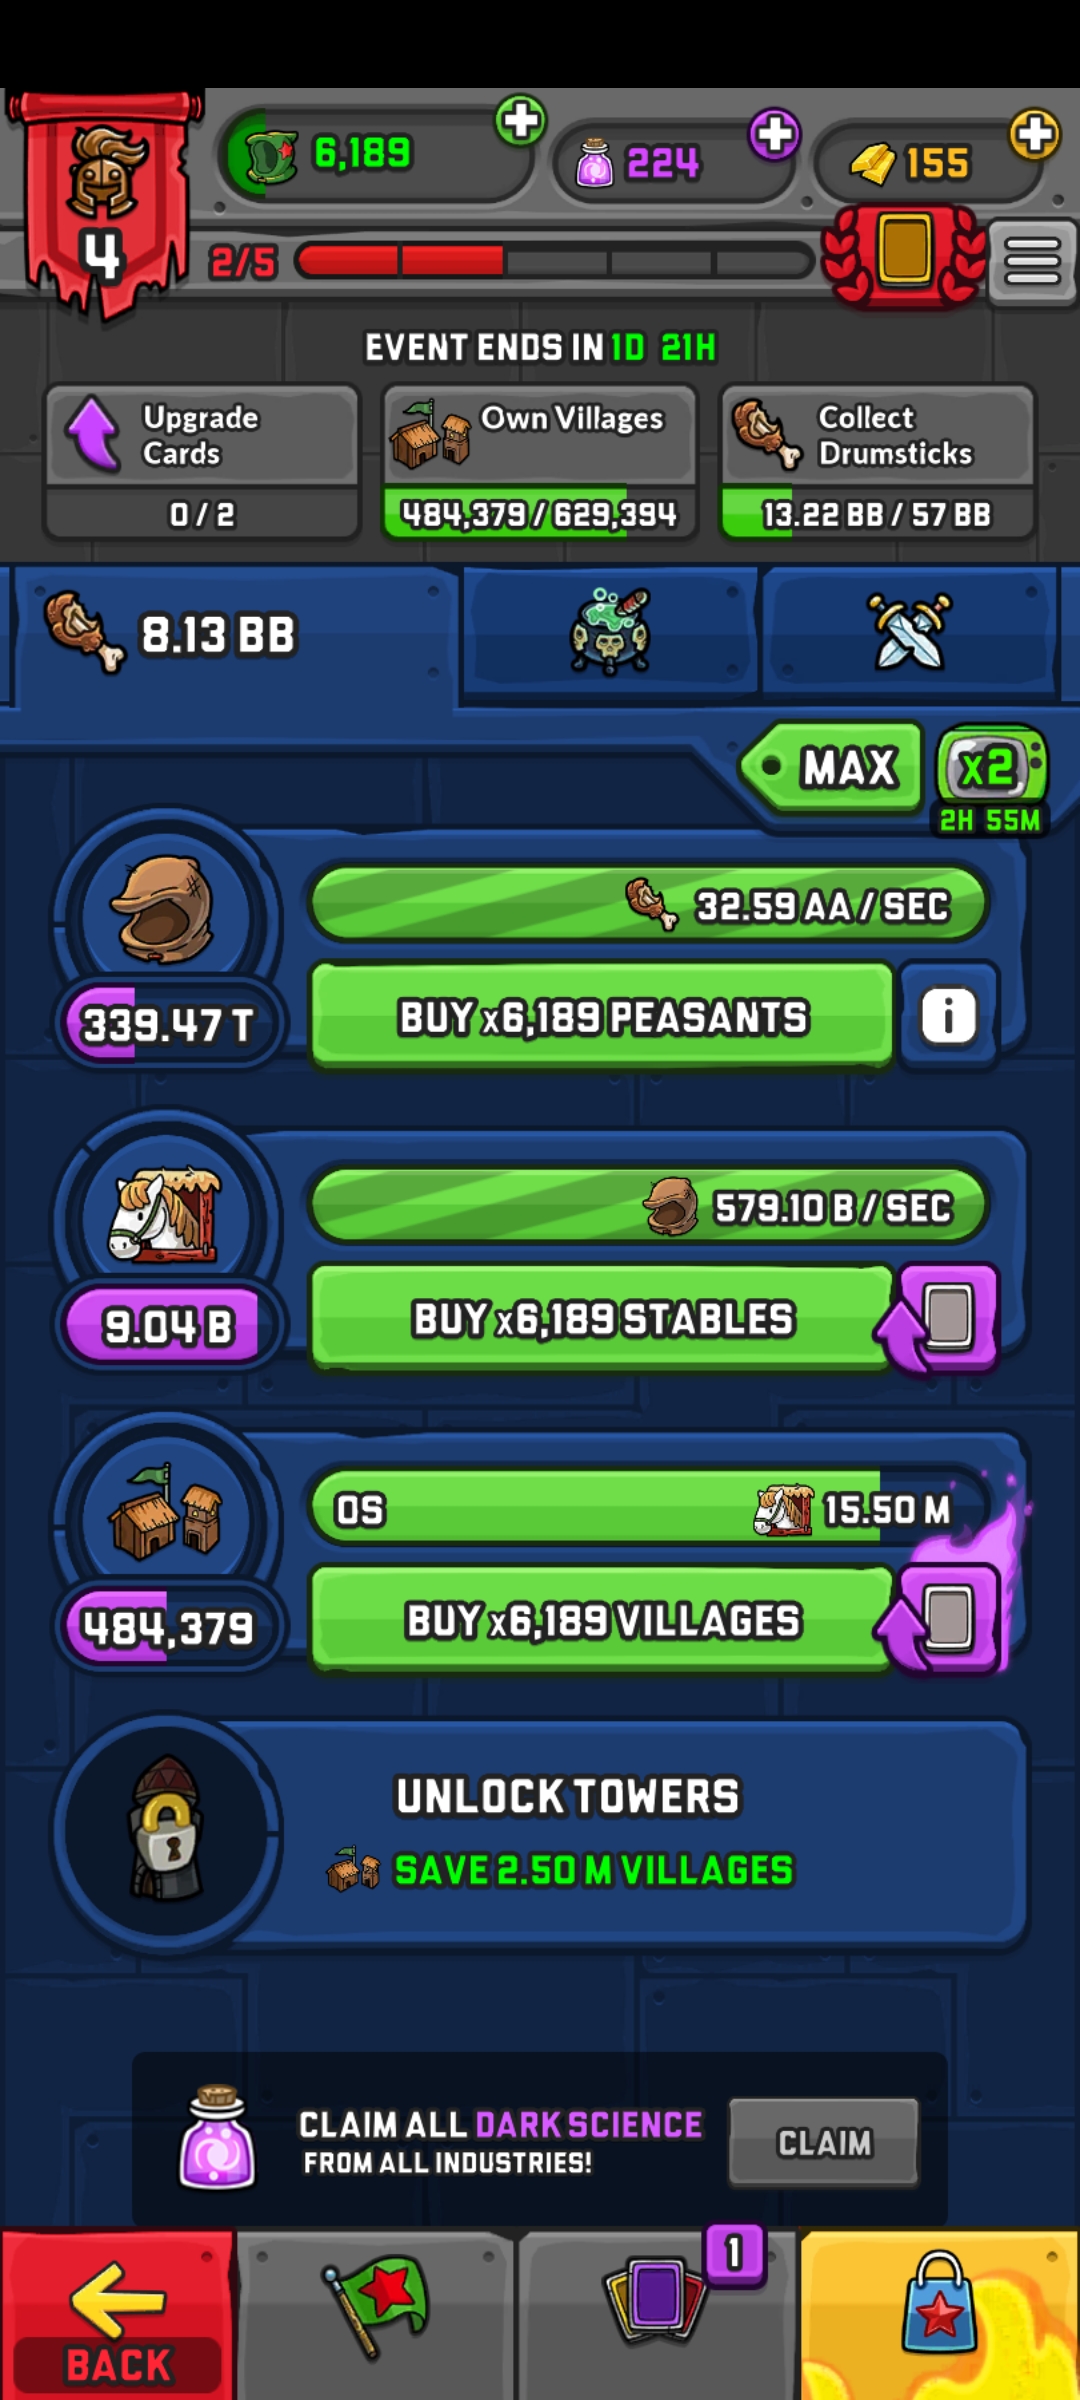 6,189
224
155
4
2/5
EVENT ENDS IN 1D 21H
Upgrade
Cards
0 / 2
Own Villages
484,379 / 629,394
Collect
Drumsticks
13.22 BB / 57 BB
8.13 BB
MAX
x2
2H 55M
32.59 AA / SEC
339.47 T
BUY x6,189 PEASANTS
i
579.10 B / SEC
9.04 B
BUY x6,189 STABLES
0S
15.50 M
484,379
BUY x6,189 VILLAGES
UNLOCK TOWERS
SAVE 2.50 M VILLAGES
CLAIM ALL DARK SCIENCE
FROM ALL INDUSTRIES!
CLAIM
1
BACK